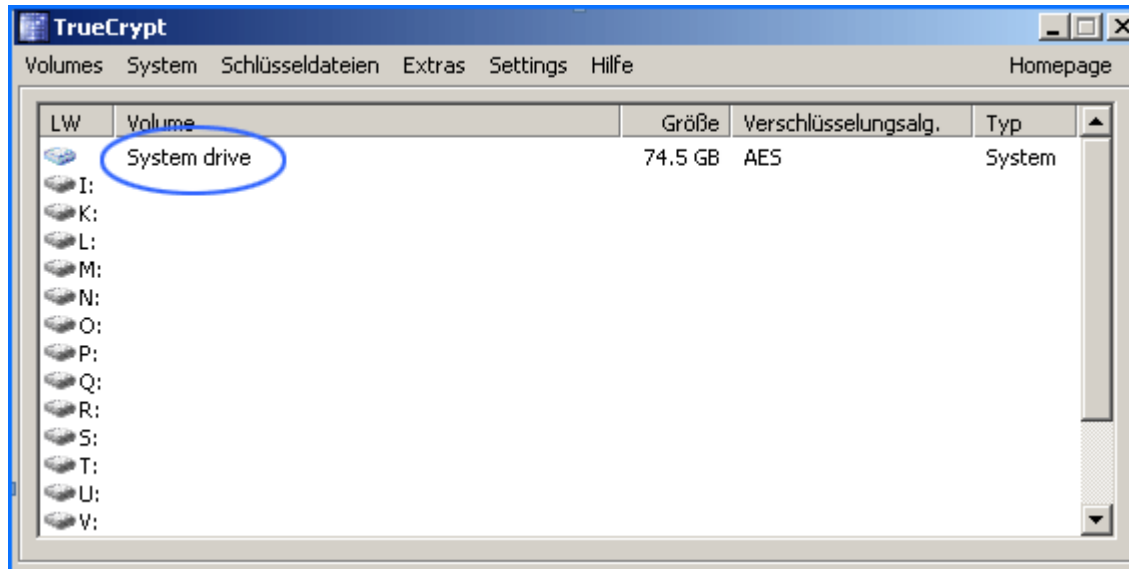 TrueCrypt
Volumes System Schlüsseldateien Extras Settings Hilfe Homepage
LW Volume Größe Verschlüsselungsalg. Typ
System drive 74.5 GB AES System
I:
K:
L:
M:
N:
O:
P:
Q:
R:
S:
T:
U:
V: